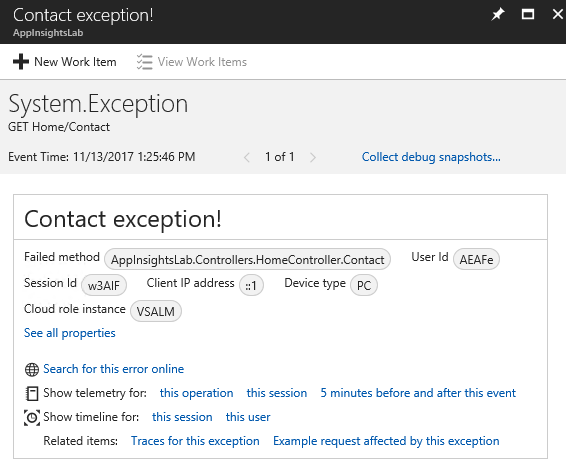 Contact exception!
AppInsightsLab
New Work Item View Work Items
System.Exception
GET Home/Contact
Event Time: 11/13/2017 1:25:46 PM 1 of 1 Collect debug snapshots...
Contact exception!
Failed method AppInsightsLab.Controllers.HomeController.Contact User Id AEAFe
Session Id w3AIF Client IP address ::1 Device type PC
Cloud role instance VSALM
See all properties
Search for this error online
Show telemetry for: this operation this session 5 minutes before and after this event
Show timeline for: this session this user
Related items: Traces for this exception Example request affected by this exception